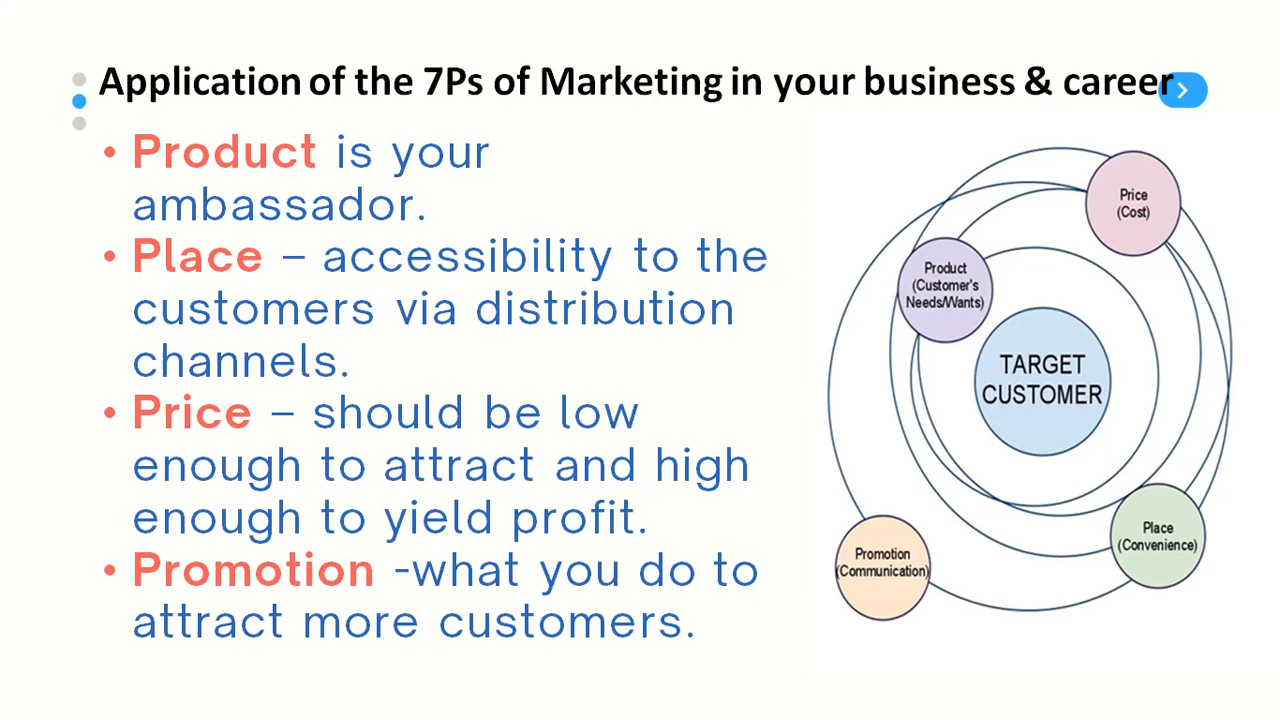 Application of the 7Ps of Marketing in your business & career
• Product is your
ambassador.
• Place – accessibility to the
customers via distribution
channels.
• Price – should be low
enough to attract and high
enough to yield profit.
• Promotion -what you do to
attract more customers.
Price
(Cost)
Product
(Customer's
Needs/Wants)
TARGET
CUSTOMER
Place
(Convenience)
Promotion
(Communication)